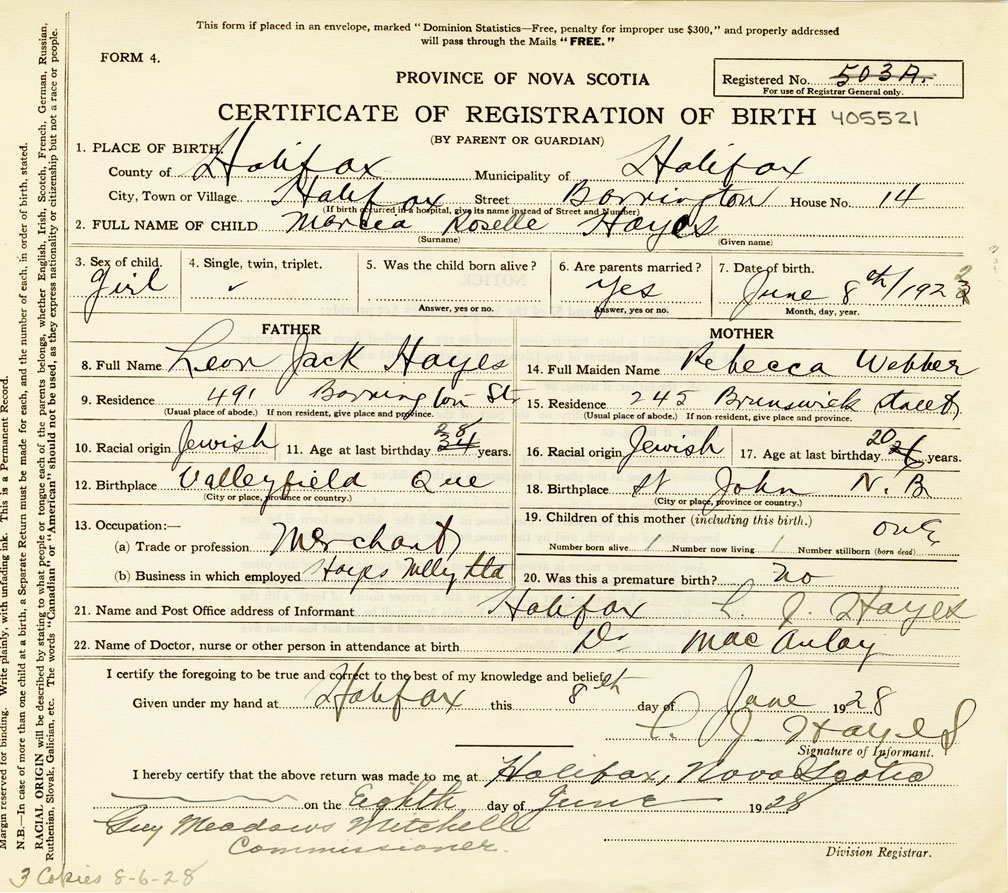 This form if placed in an envelope, marked "Dominion Statistics—Free, penalty for improper use $300," and properly addressed
will pass through the Mails "FREE."
FORM 4.
PROVINCE OF NOVA SCOTIA
Registered No. 503A.
For use of Registrar General only.
CERTIFICATE OF REGISTRATION OF BIRTH 405521
(BY PARENT OR GUARDIAN)
1. PLACE OF BIRTH
County of Halifax Municipality of Halifax
City, Town or Village Halifax Street Barrington House No. 14
(If birth occurred in a hospital, give its name instead of Street and Number)
2. FULL NAME OF CHILD Marcea Roselle Hayes
(Surname) (Given name)
3. Sex of child. 4. Single, twin, triplet. 5. Was the child born alive? 6. Are parents married? 7. Date of birth.
Girl Yes June 8th/1923
Answer, yes or no. Answer, yes or no. Month, day, year.
FATHER MOTHER
8. Full Name Leon Jack Hayes 14. Full Maiden Name Rebecca Webber
9. Residence 491 Barrington St. 15. Residence 245 Brunswick Street
(Usual place of abode.) If non resident, give place and province. (Usual place of abode.) If non resident, give place and province.
10. Racial origin Jewish 11. Age at last birthday 28 34 years. 16. Racial origin Jewish 17. Age at last birthday 20 years.
12. Birthplace Valleyfield Que 18. Birthplace St John N.B
(City or place, province or country.) (City or place, province or country.)
13. Occupation:— 19. Children of this mother (including this birth.) one
(a) Trade or profession Merchant Number born alive 1 Number now living 1 Number stillborn (born dead)
(b) Business in which employed Hayes Ltd 20. Was this a premature birth? no
21. Name and Post Office address of Informant Halifax L J. Hayes
22. Name of Doctor, nurse or other person in attendance at birth Dr Mac Aulay
I certify the foregoing to be true and correct to the best of my knowledge and belief.
Given under my hand at Halifax this 8th day of June 1928
L. J. Hayes
Signature of Informant.
I hereby certify that the above return was made to me at Halifax, Nova Scotia
on the Eighth day of June 1928
Guy Meadows Mitchell
Commissioner.
Division Registrar.
3 Copies 8-6-28
Margin reserved for binding. Write plainly, with unfading ink. This is a Permanent Record.
N.B.—In case of more than one child at a birth, a Separate Return must be made for each, and the number of each, in order of birth, stated.
RACIAL ORIGIN will be described by stating to what people or tongue each of the parents belongs, whether English, Irish, Scotch, French, German, Russian,
Ruthenian, Slovak, Galician, etc. The words "Canadian" or "American" should not be used, as they express nationality or citizenship but not a race or people.